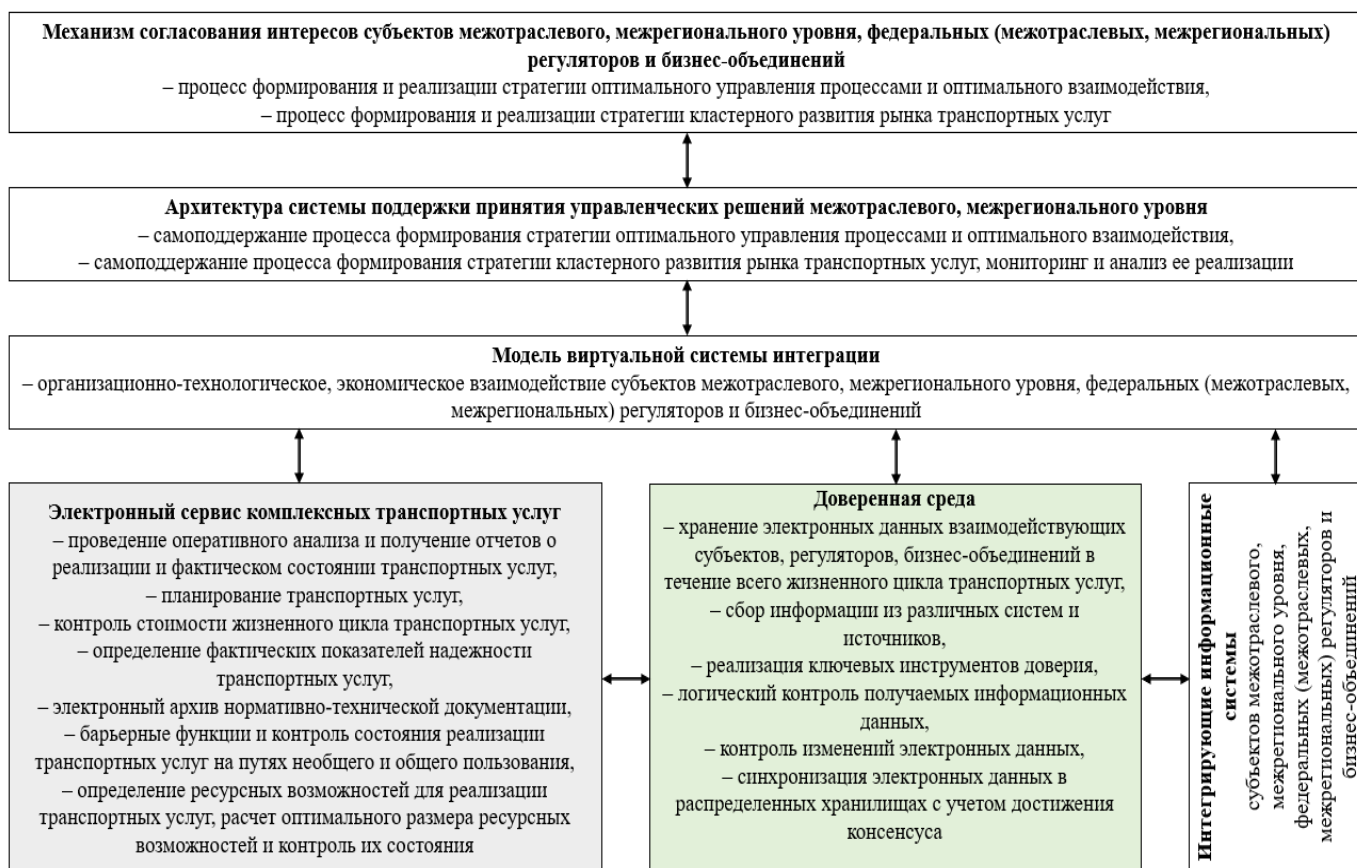 Механизм согласования интересов субъектов межотраслевого, межрегионального уровня, федеральных (межотраслевых, межрегиональных)
регуляторов и бизнес-объединений
– процесс формирования и реализации стратегии оптимального управления процессами и оптимального взаимодействия,
– процесс формирования и реализации стратегии кластерного развития рынка транспортных услуг
Архитектура системы поддержки принятия управленческих решений межотраслевого, межрегионального уровня
– самоподдержание процесса формирования стратегии оптимального управления процессами и оптимального взаимодействия,
– самоподдержание процесса формирования стратегии кластерного развития рынка транспортных услуг, мониторинг и анализ ее реализации
Модель виртуальной системы интеграции
– организационно-технологическое, экономическое взаимодействие субъектов межотраслевого, межрегионального уровня, федеральных (межотраслевых,
межрегиональных) регуляторов и бизнес-объединений
Электронный сервис комплексных транспортных услуг
– проведение оперативного анализа и получение отчетов о
реализации и фактическом состоянии транспортных услуг,
– планирование транспортных услуг,
– контроль стоимости жизненного цикла транспортных услуг,
– определение фактических показателей надежности
транспортных услуг,
– электронный архив нормативно-технической документации,
– барьерные функции и контроль состояния реализации
транспортных услуг на путях необщего и общего пользования,
– определение ресурсных возможностей для реализации
транспортных услуг, расчет оптимального размера ресурсных
возможностей и контроль их состояния
Доверенная среда
– хранение электронных данных взаимодействующих
субъектов, регуляторов, бизнес-объединений в
течение всего жизненного цикла транспортных услуг,
– сбор информации из различных систем и
источников,
– реализация ключевых инструментов доверия,
– логический контроль получаемых информационных
данных,
– контроль изменений электронных данных,
– синхронизация электронных данных в
распределенных хранилищах с учетом достижения
консенсуса
Интегрирующие информационные
системы
субъектов межотраслевого,
межрегионального уровня,
федеральных (межотраслевых,
межрегиональных) регуляторов и
бизнес-объединений